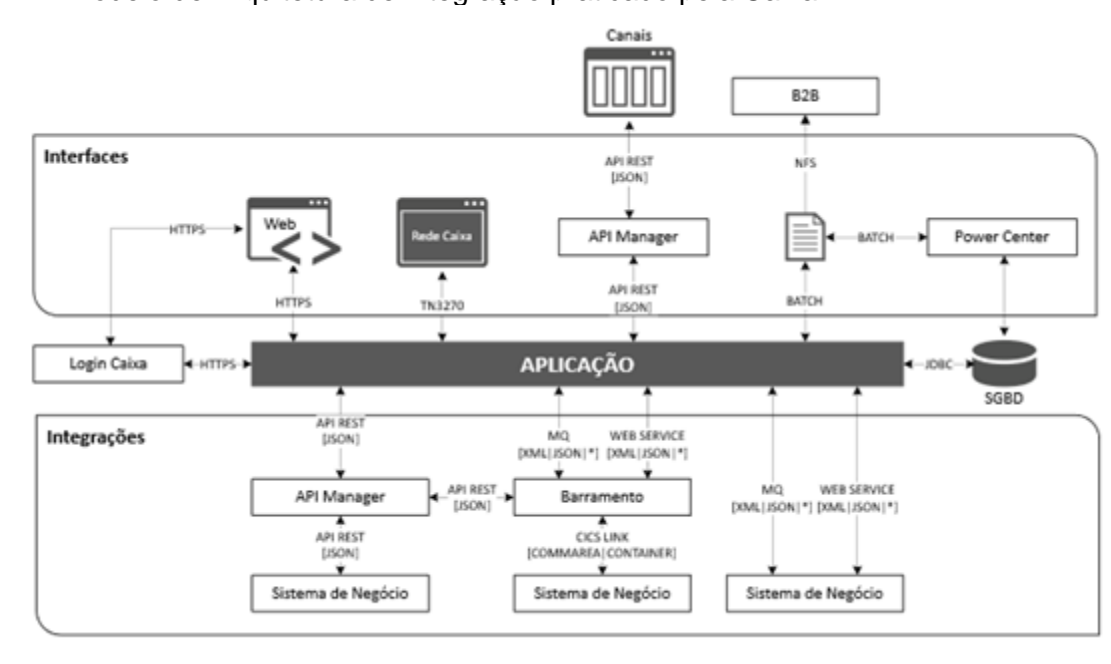 Canais
B2B
Interfaces
API REST
[JSON]
NFS
Web
< >
HTTPS
Rede Caixa
API Manager
BATCH
Power Center
HTTPS
TN3270
API REST
[JSON]
BATCH
Login Caixa
HTTPS
APLICAÇÃO
JDBC
SGBD
Integrações
API REST
[JSON]
MQ
[XML|JSON|*]
WEB SERVICE
[XML|JSON|*]
API Manager
API REST
[JSON]
Barramento
MQ
[XML|JSON|*]
WEB SERVICE
[XML|JSON|*]
API REST
[JSON]
CICS LINK
[COMMAREA|CONTAINER]
Sistema de Negócio
Sistema de Negócio
Sistema de Negócio